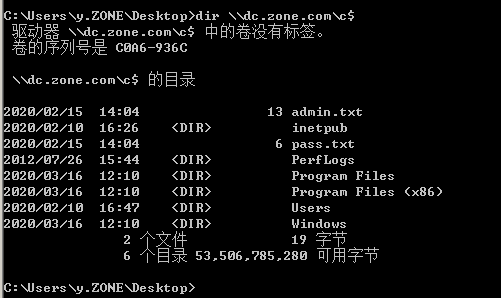 C:\Users\y.ZONE\Desktop>dir \\dc.zone.com\c$
 驱动器 \\dc.zone.com\c$ 中的卷没有标签。
 卷的序列号是 C0A6-936C

 \\dc.zone.com\c$ 的目录

2020/02/15  14:04                13 admin.txt
2020/02/10  16:26    <DIR>          inetpub
2020/02/15  14:04                 6 pass.txt
2012/07/26  15:44    <DIR>          PerfLogs
2020/03/16  12:10    <DIR>          Program Files
2020/03/16  12:10    <DIR>          Program Files (x86)
2020/02/10  16:47    <DIR>          Users
2020/03/16  12:10    <DIR>          Windows
               2 个文件             19 字节
               6 个目录 53,506,785,280 可用字节

C:\Users\y.ZONE\Desktop>